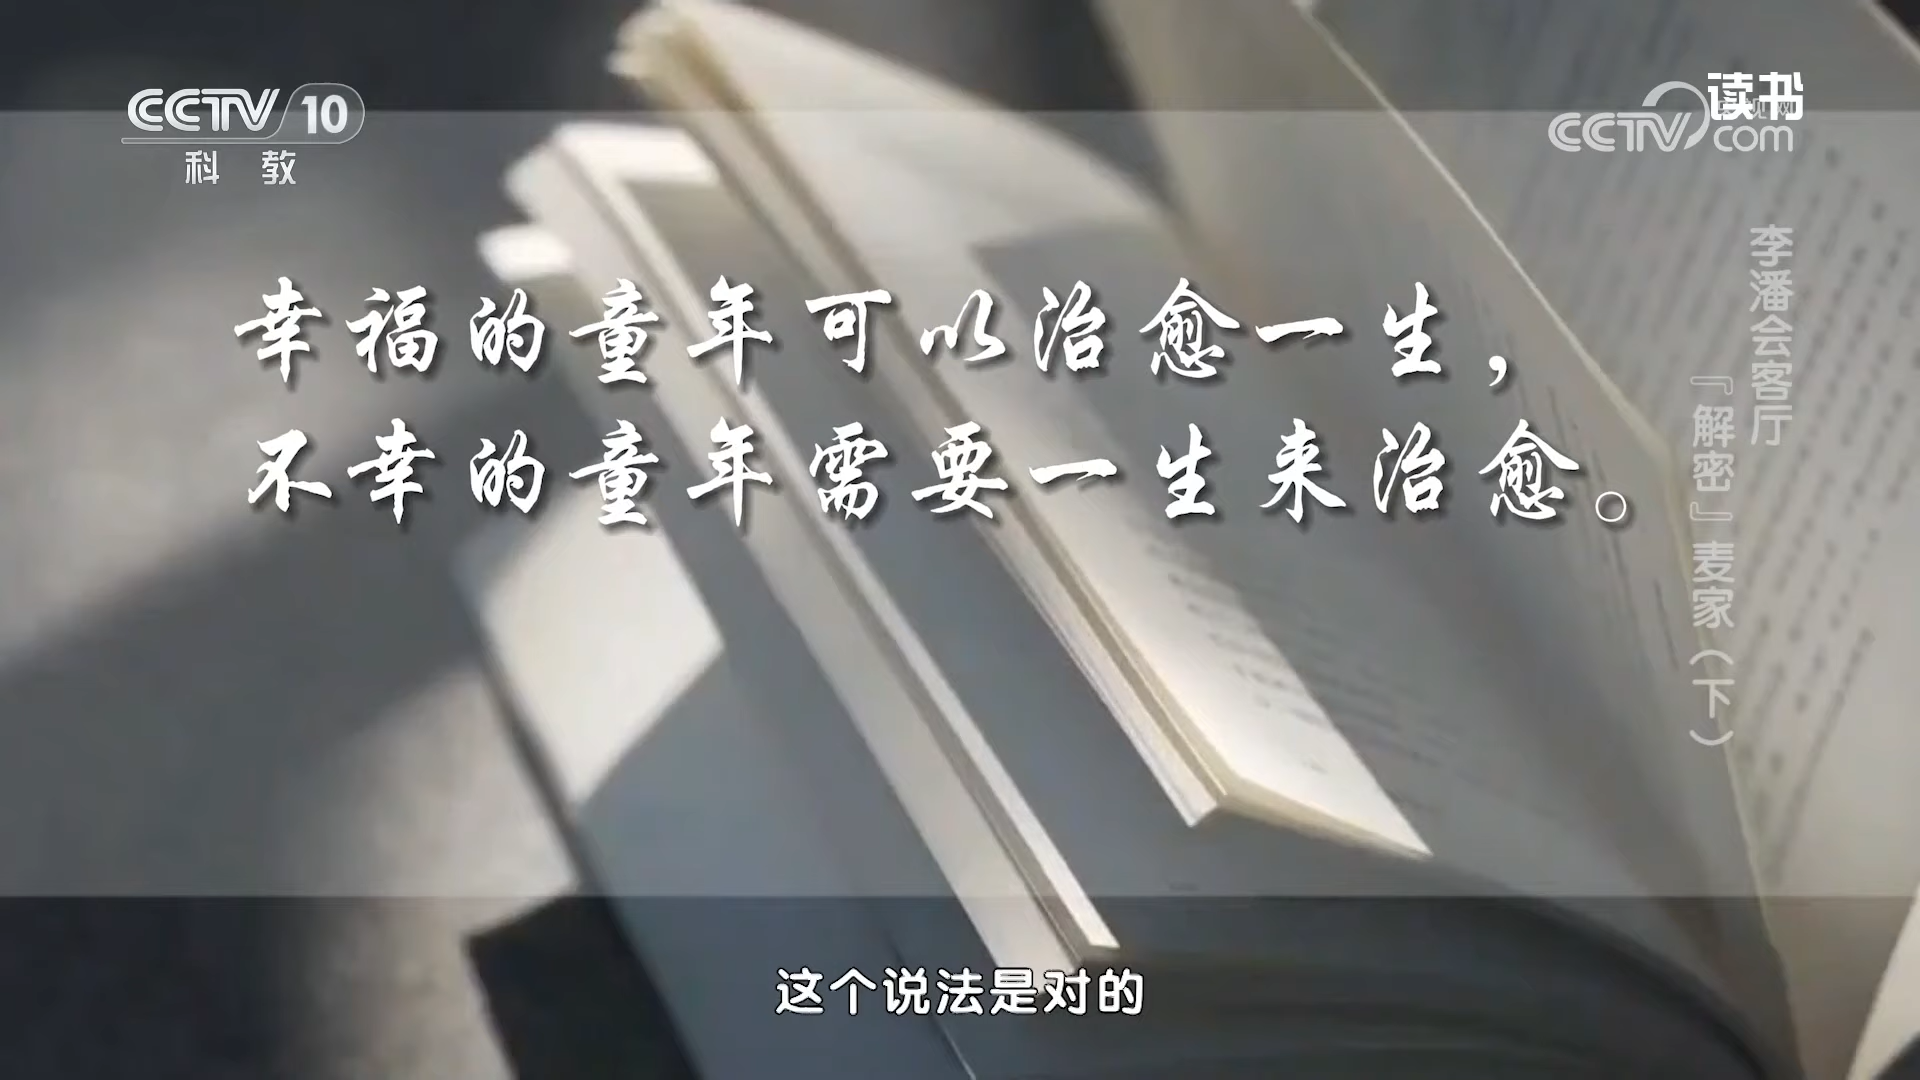 CCTV 10
科教
读书
CCTV.com
李潘会客厅
『解密』麦家（下）
幸福的童年可以治愈一生，
不幸的童年需要一生来治愈。
这个说法是对的